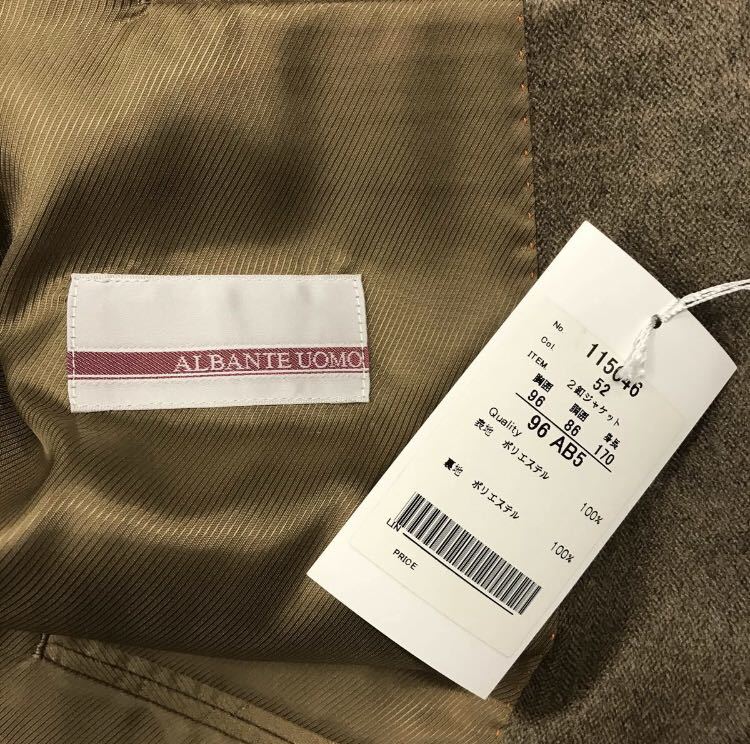 ALBANTE UOMO
No 115046
Col. 52
ITEM. 2釦ジャケット
胸囲 胴囲 身長
96 86 170
96 AB5
Quality
表地 ポリエステル 100%
裏地 ポリエステル 100%
LIN
PRICE